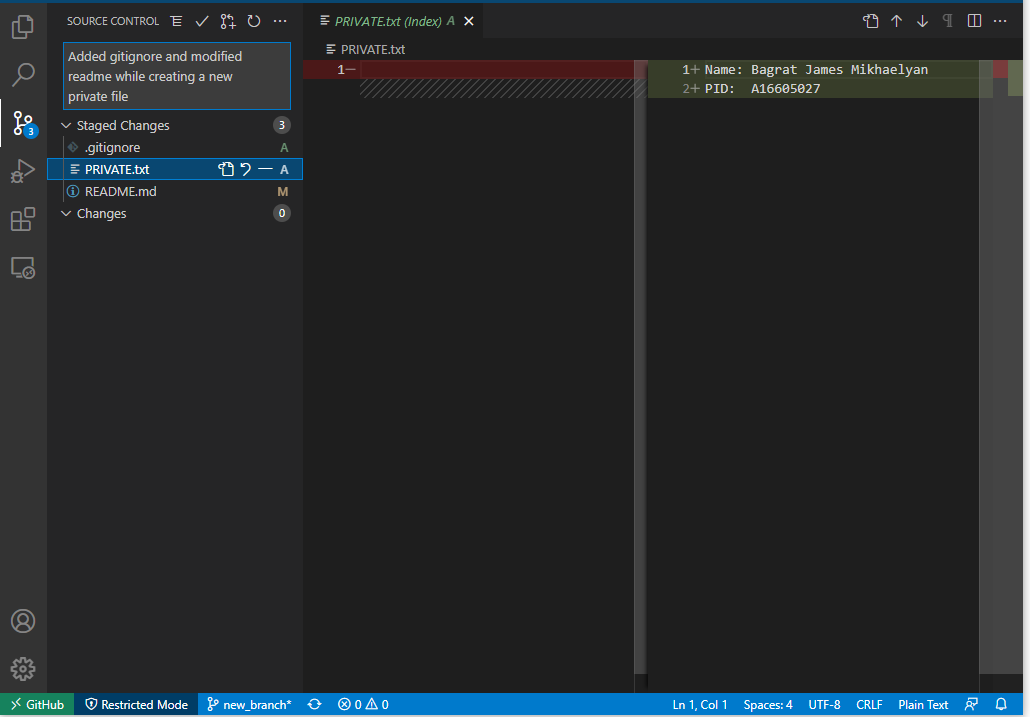 SOURCE CONTROL
Added gitignore and modified
readme while creating a new
private file
Staged Changes 3
.gitignore A
PRIVATE.txt A
README.md M
Changes 0
3
PRIVATE.txt (Index) A
PRIVATE.txt
1−
1+ Name: Bagrat James Mikhaelyan
2+ PID: A16605027
GitHub Restricted Mode new_branch* 0 0 Ln 1, Col 1 Spaces: 4 UTF-8 CRLF Plain Text